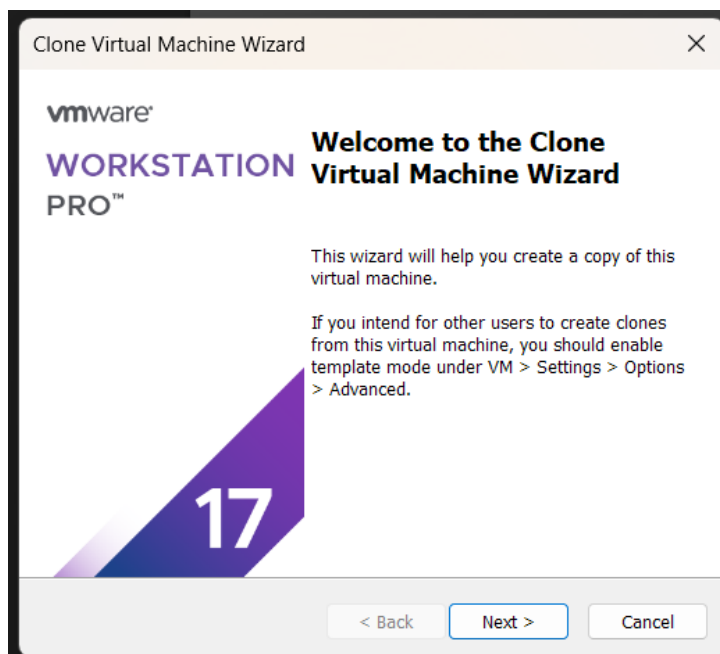 Clone Virtual Machine Wizard
vmware®
WORKSTATION
PRO™
Welcome to the Clone
Virtual Machine Wizard
This wizard will help you create a copy of this
virtual machine.
If you intend for other users to create clones
from this virtual machine, you should enable
template mode under VM > Settings > Options
> Advanced.
17
< Back
Next >
Cancel